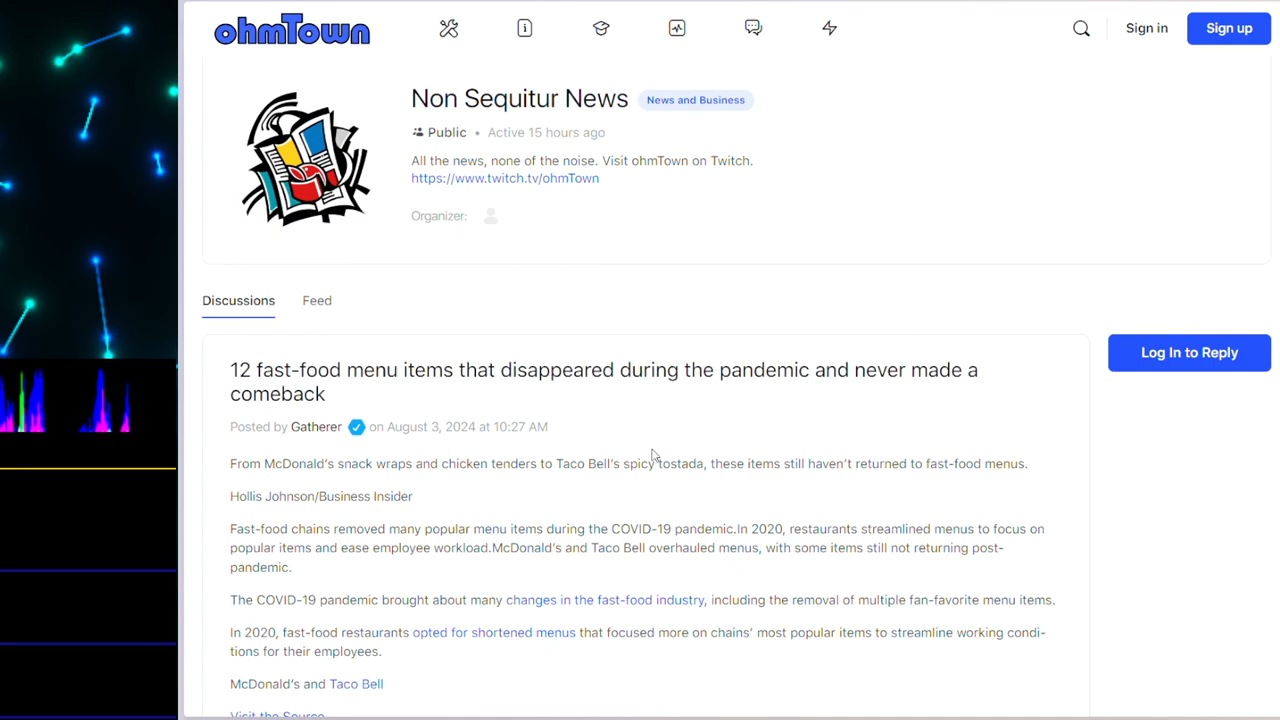 ohmTown
Sign in
Sign up
Non Sequitur News
News and Business
Public • Active 15 hours ago
All the news, none of the noise. Visit ohmTown on Twitch.
https://www.twitch.tv/ohmTown
Organizer:
Discussions
Feed
12 fast-food menu items that disappeared during the pandemic and never made a
comeback
Log In to Reply
Posted by Gatherer on August 3, 2024 at 10:27 AM
From McDonald's snack wraps and chicken tenders to Taco Bell's spicy tostada, these items still haven't returned to fast-food menus.
Hollis Johnson/Business Insider
Fast-food chains removed many popular menu items during the COVID-19 pandemic.In 2020, restaurants streamlined menus to focus on
popular items and ease employee workload.McDonald's and Taco Bell overhauled menus, with some items still not returning post-
pandemic.
The COVID-19 pandemic brought about many changes in the fast-food industry, including the removal of multiple fan-favorite menu items.
In 2020, fast-food restaurants opted for shortened menus that focused more on chains' most popular items to streamline working condi-
tions for their employees.
McDonald's and Taco Bell
Visit the Source